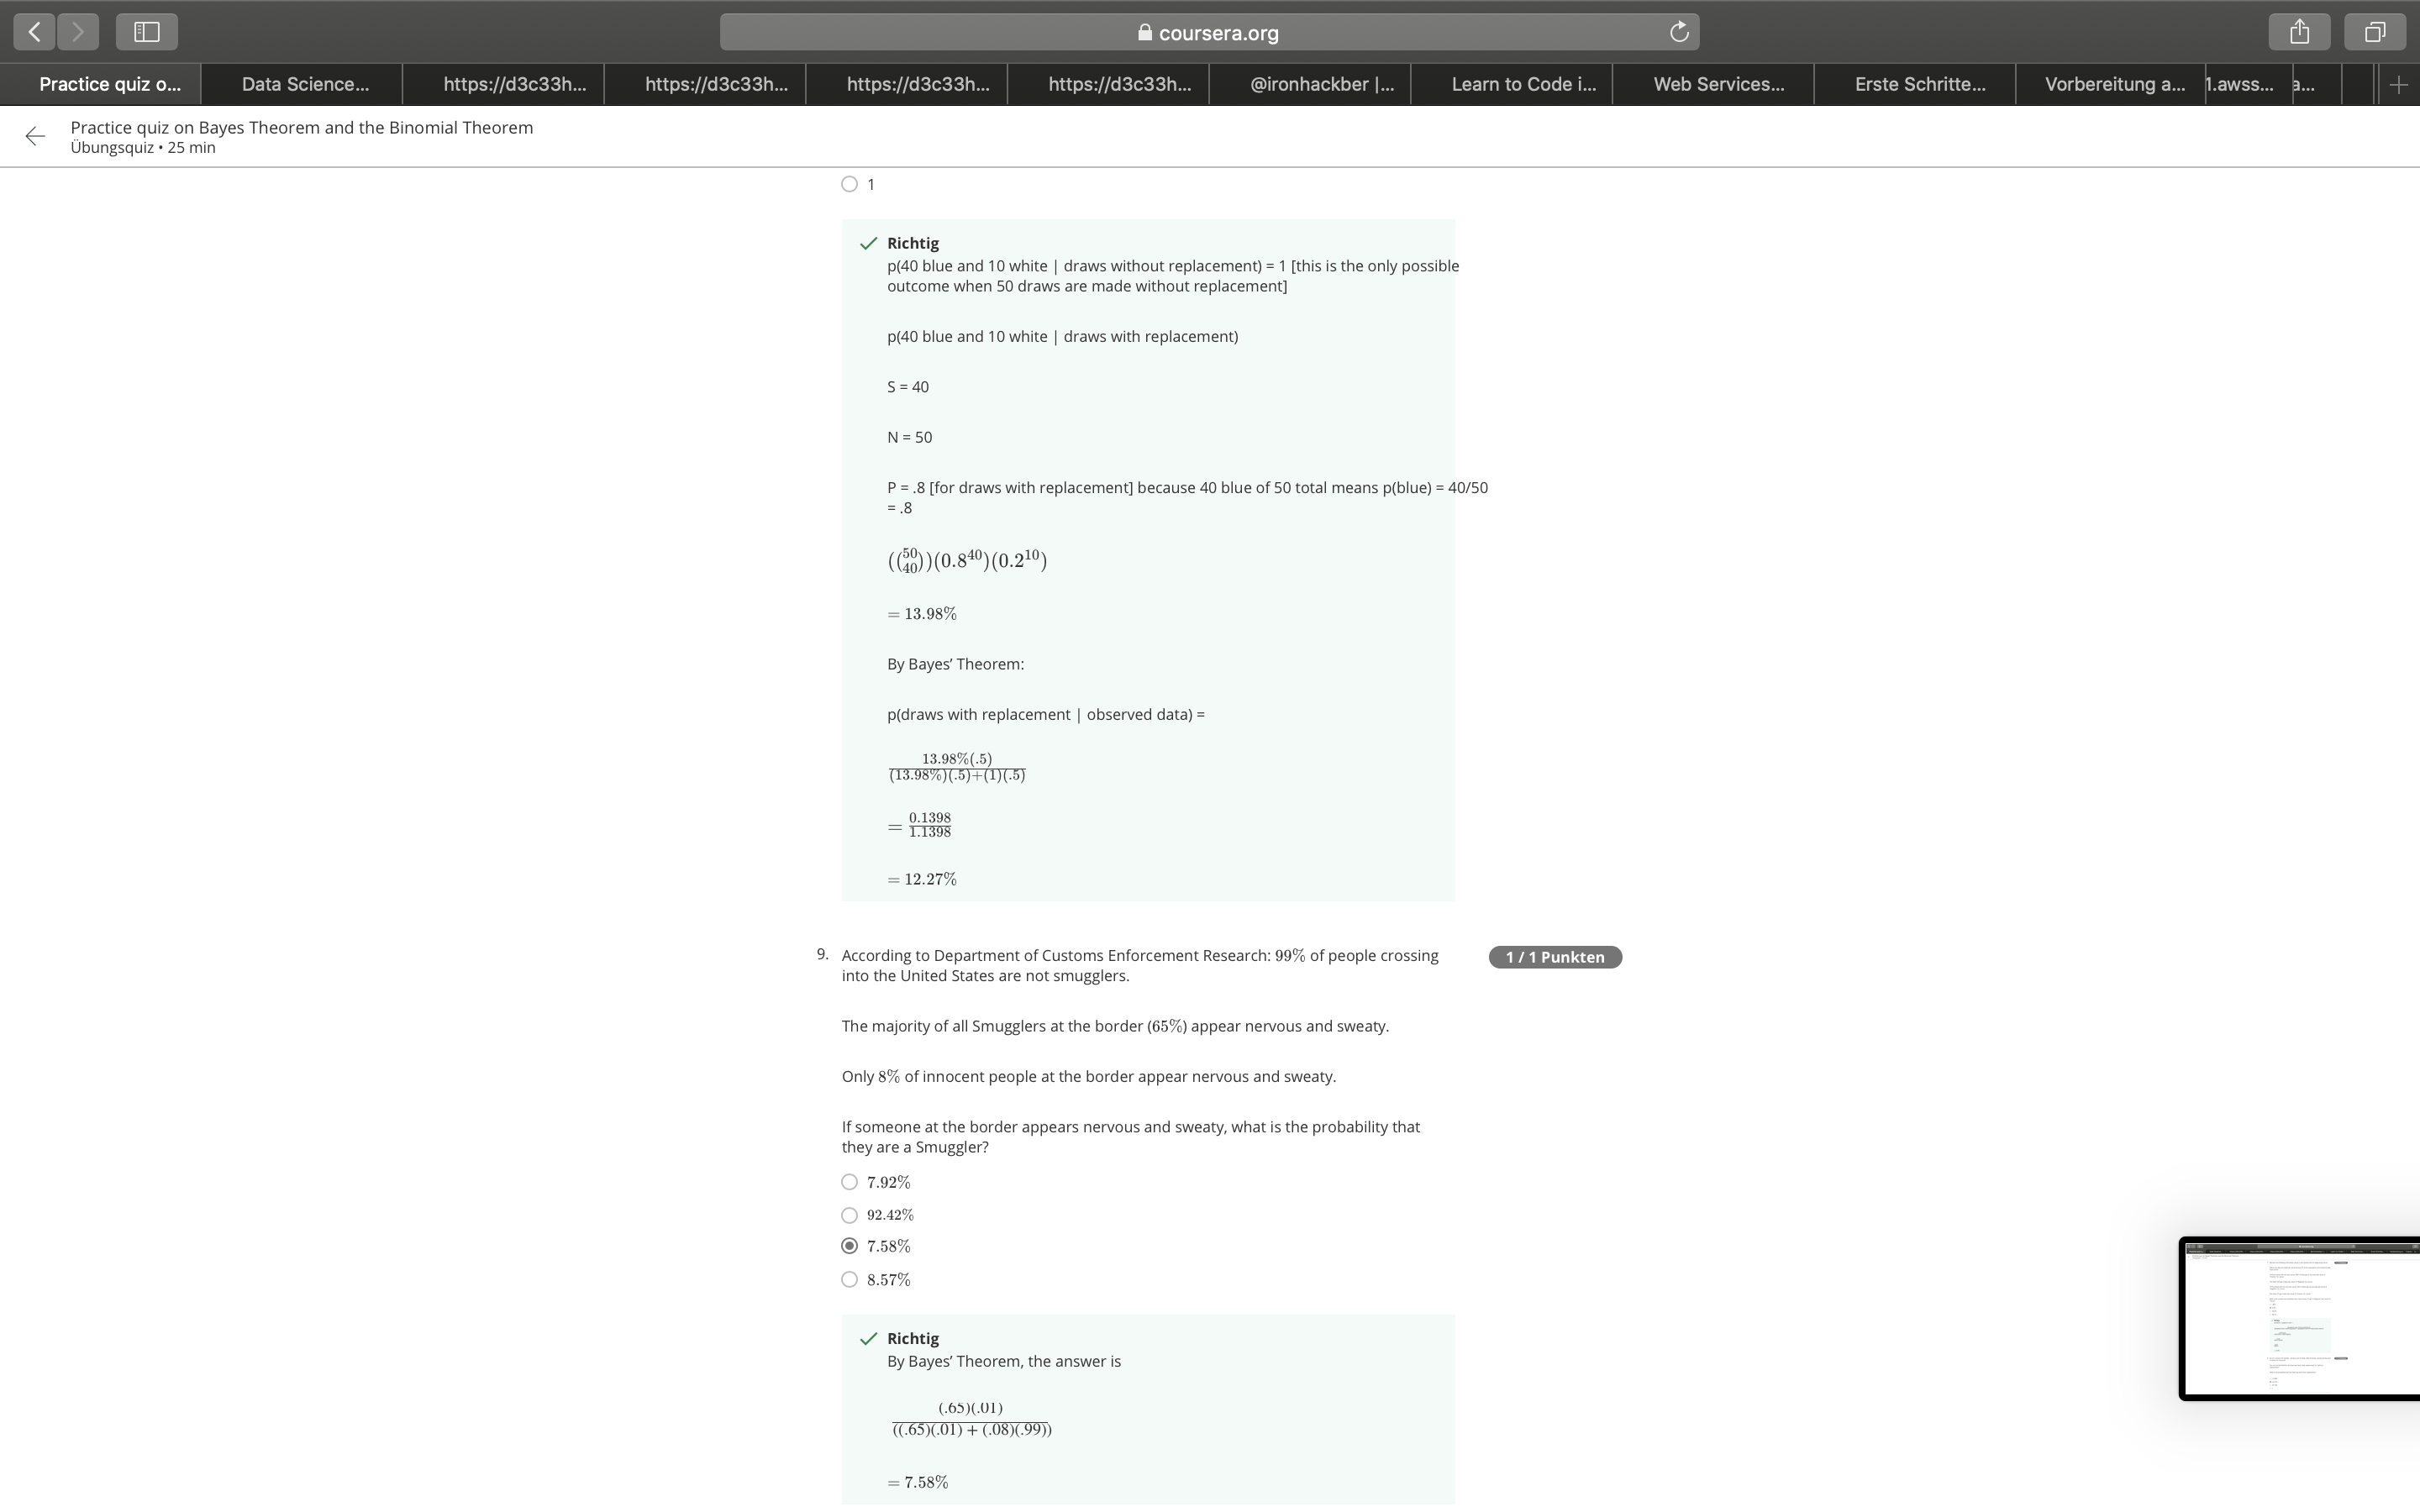 coursera.org
Practice quiz o...
Data Science...
https://d3c33h...
https://d3c33h...
https://d3c33h...
https://d3c33h...
@ironhackber |...
Learn to Code i...
Web Services...
Erste Schritte...
Vorbereitung a...
1.awss...
a...
Practice quiz on Bayes Theorem and the Binomial Theorem
Übungsquiz • 25 min
1
Richtig
p(40 blue and 10 white | draws without replacement) = 1 [this is the only possible
outcome when 50 draws are made without replacement]
p(40 blue and 10 white | draws with replacement)
S = 40
N = 50
P = .8 [for draws with replacement] because 40 blue of 50 total means p(blue) = 40/50
= .8
((50 40))(0.8^40)(0.2^10)
= 13.98%
By Bayes’ Theorem:
p(draws with replacement | observed data) =
13.98%(.5)
(13.98%)(.5)+(1)(.5)
= 0.1398
1.1398
= 12.27%
9. According to Department of Customs Enforcement Research: 99% of people crossing
into the United States are not smugglers.
1 / 1 Punkten
The majority of all Smugglers at the border (65%) appear nervous and sweaty.
Only 8% of innocent people at the border appear nervous and sweaty.
If someone at the border appears nervous and sweaty, what is the probability that
they are a Smuggler?
7.92%
92.42%
7.58%
8.57%
Richtig
By Bayes’ Theorem, the answer is
(.65)(.01)
((.65)(.01) + (.08)(.99))
= 7.58%